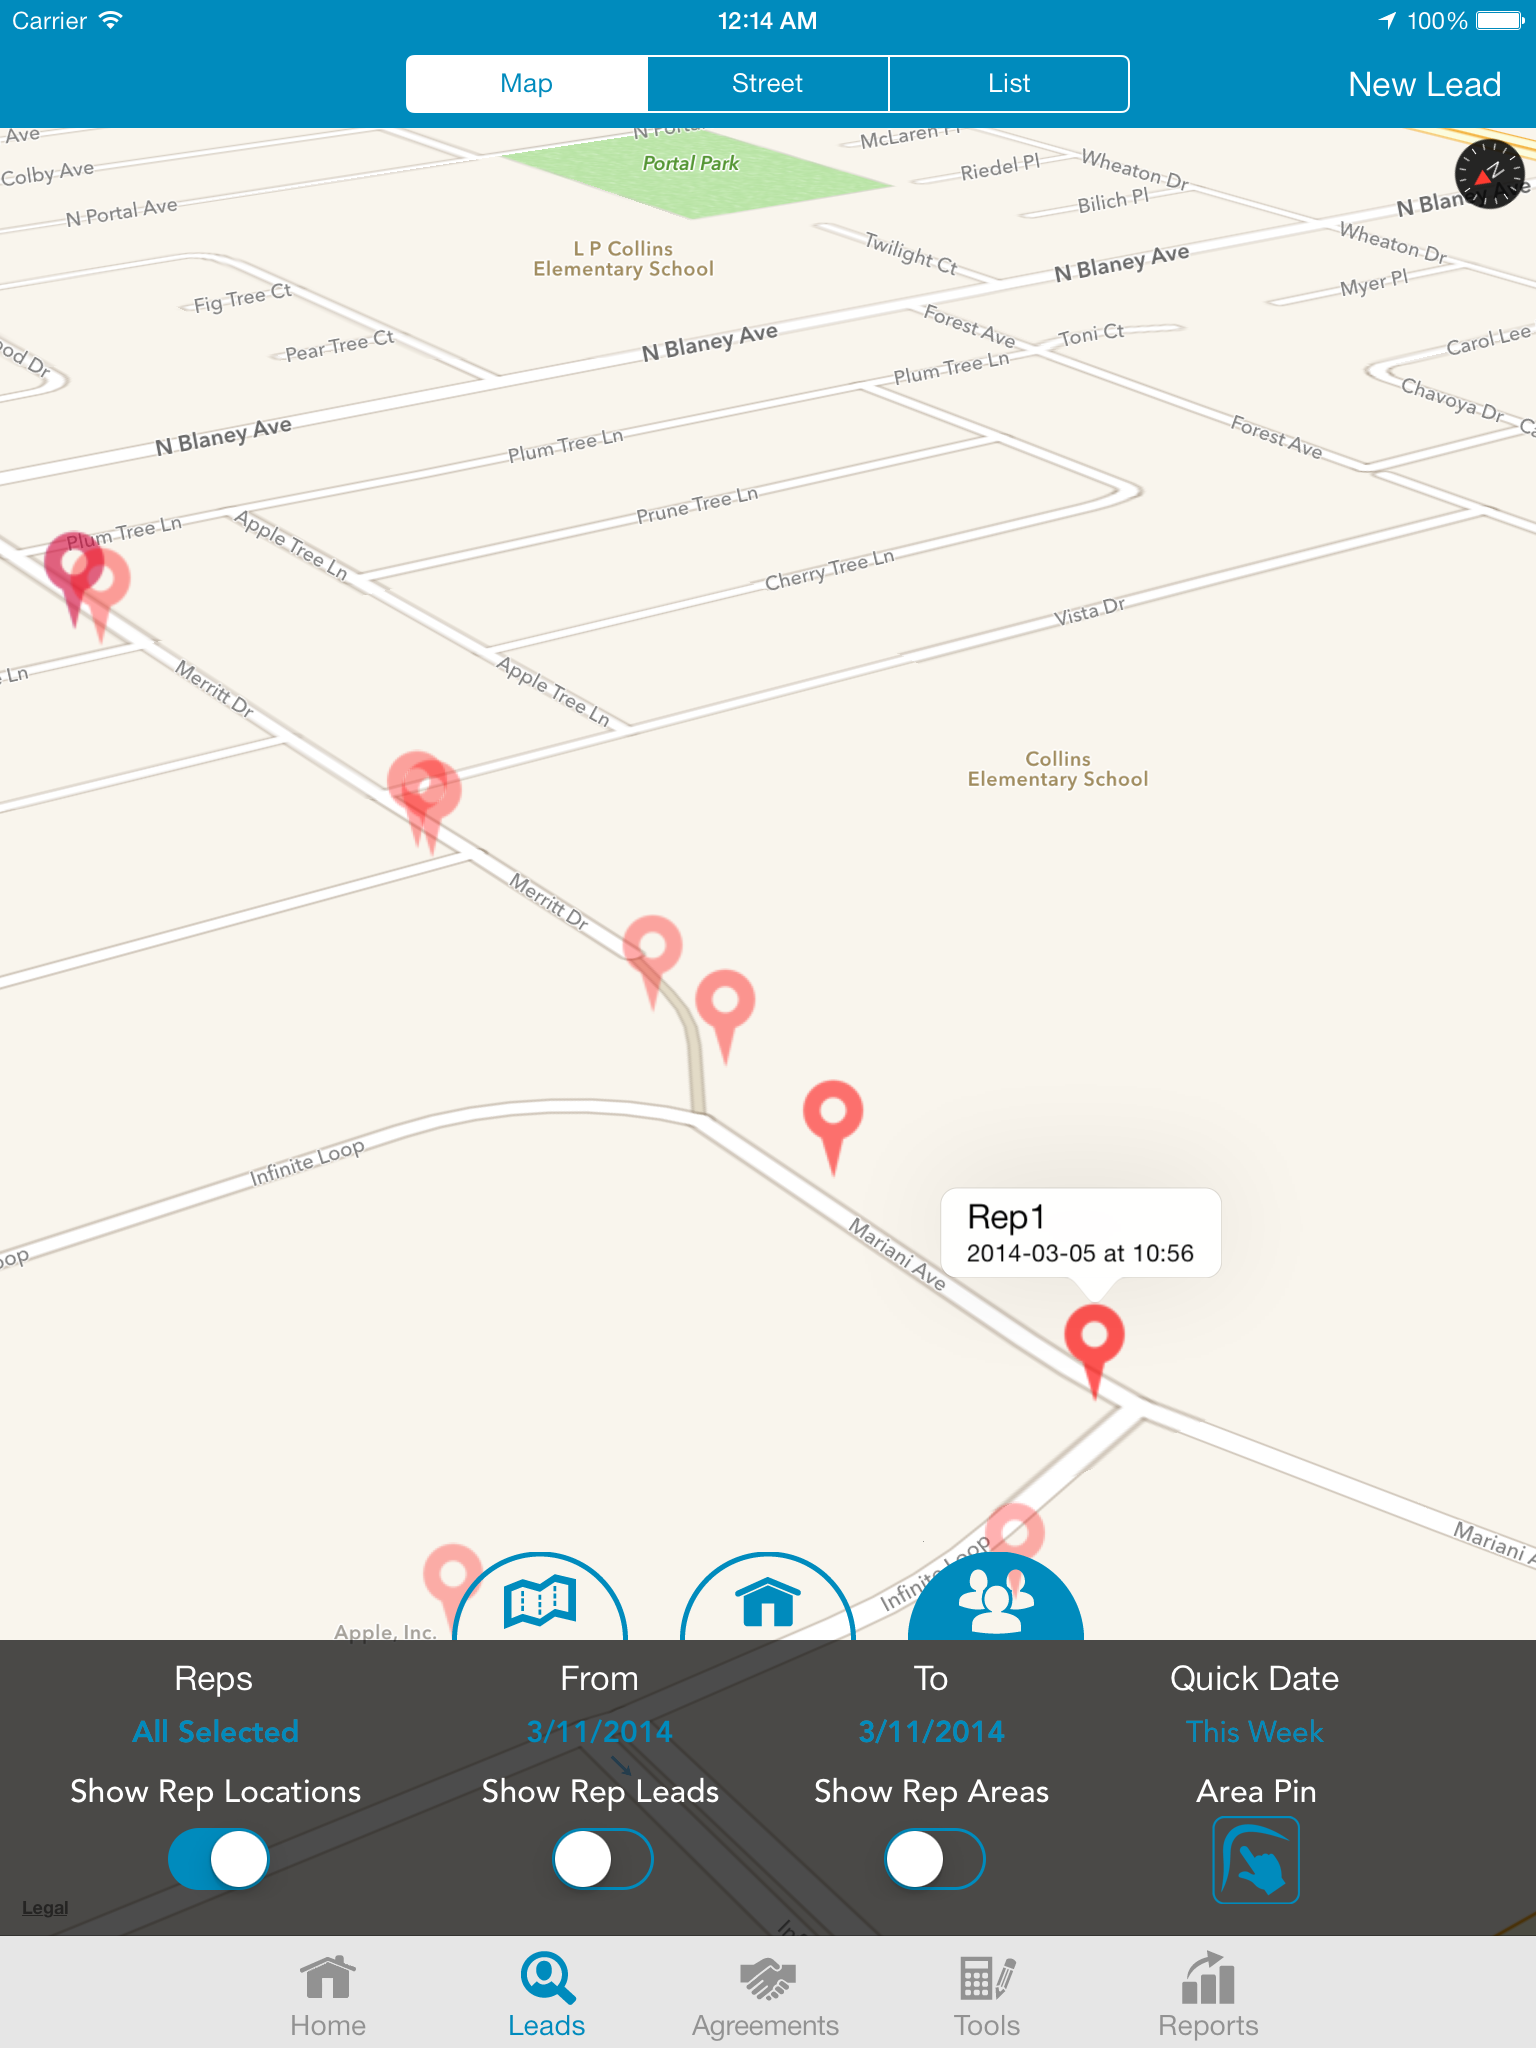 Carrier 12:14 AM 100%
Map Street List New Lead
Ave
McLaren Pl
Portal Park
Colby Ave
Riedel Pl
Wheaton Dr
Bilich Pl
N Portal Ave
N Blaney Ave
Twilight Ct
Wheaton Dr
L P Collins
Elementary School
N Blaney Ave
Myer Pl
Fig Tree Ct
Forest Ave
Toni Ct
Pear Tree Ct
N Blaney Ave
Carol Lee
ood Dr
Plum Tree Ln
Chavoya Dr
Ca
N Blaney Ave
Plum Tree Ln
Forest Ave
Prune Tree Ln
Plum Tree Ln
Apple Tree Ln
Cherry Tree Ln
Vista Dr
Ln
Merritt Dr
Apple Tree Ln
Collins
Elementary School
Merritt Dr
Infinite Loop
Rep1
2014-03-05 at 10:56
oop
Mariani Ave
Mariani A
Infinite Loop
Apple, Inc.
Reps From To Quick Date
All Selected 3/11/2014 3/11/2014 This Week
Show Rep Locations Show Rep Leads Show Rep Areas Area Pin
Legal
Home Leads Agreements Tools Reports